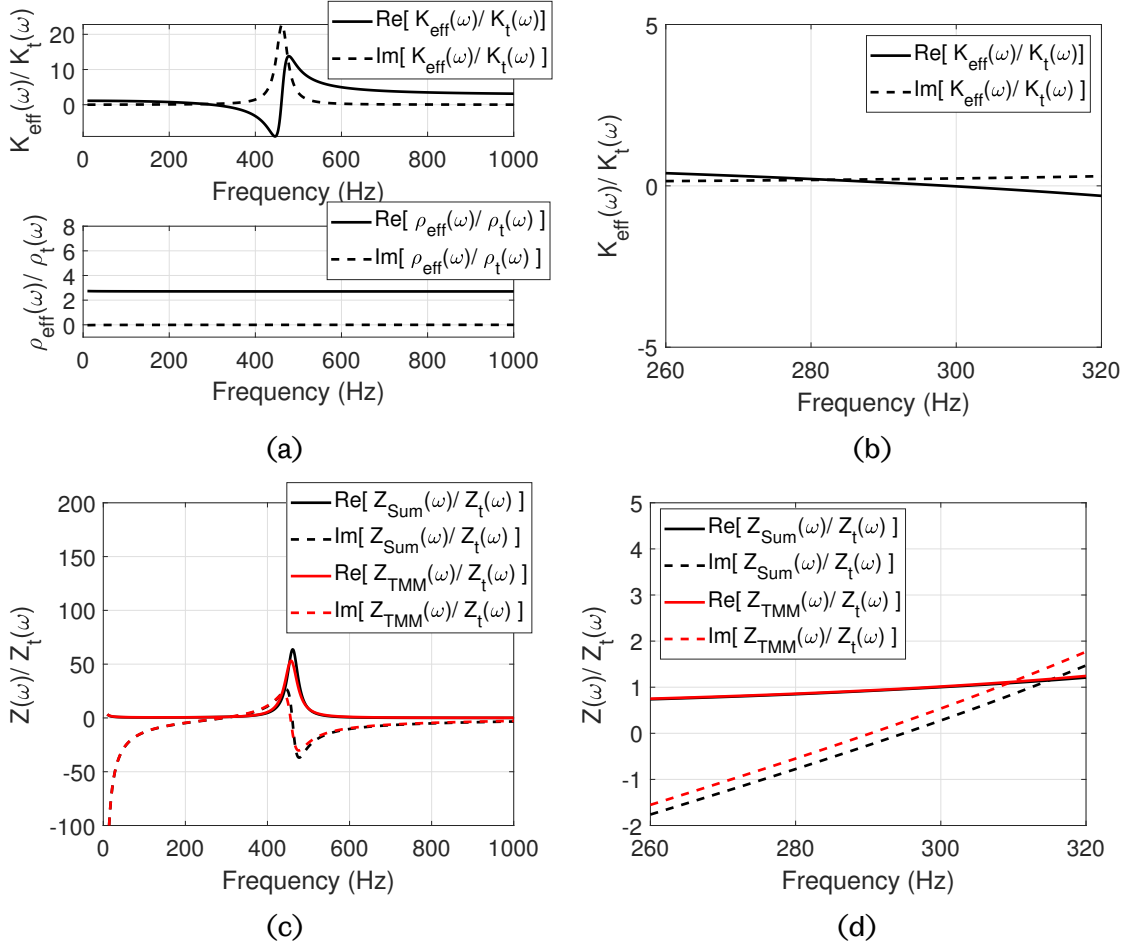 K_eff(ω)/ K_t(ω)
20
10
0
Re[ K_eff(ω)/ K_t(ω)]
Im[ K_eff(ω)/ K_t(ω) ]
0 200 400 600 800 1000
Frequency (Hz)
ρ_eff(ω)/ ρ_t(ω)
8
6
4
2
0
Re[ ρ_eff(ω)/ ρ_t(ω) ]
Im[ ρ_eff(ω)/ ρ_t(ω) ]
0 200 400 600 800 1000
Frequency (Hz)
(a)
K_eff(ω)/ K_t(ω)
5
0
-5
Re[ K_eff(ω)/ K_t(ω)]
Im[ K_eff(ω)/ K_t(ω) ]
260 280 300 320
Frequency (Hz)
(b)
Z(ω)/ Z_t(ω)
200
150
100
50
0
-50
-100
Re[ Z_Sum(ω)/ Z_t(ω) ]
Im[ Z_Sum(ω)/ Z_t(ω) ]
Re[ Z_TMM(ω)/ Z_t(ω) ]
Im[ Z_TMM(ω)/ Z_t(ω) ]
0 200 400 600 800 1000
Frequency (Hz)
(c)
Z(ω)/ Z_t(ω)
5
4
3
2
1
0
-1
-2
Re[ Z_Sum(ω)/ Z_t(ω) ]
Im[ Z_Sum(ω)/ Z_t(ω) ]
Re[ Z_TMM(ω)/ Z_t(ω) ]
Im[ Z_TMM(ω)/ Z_t(ω) ]
260 280 300 320
Frequency (Hz)
(d)